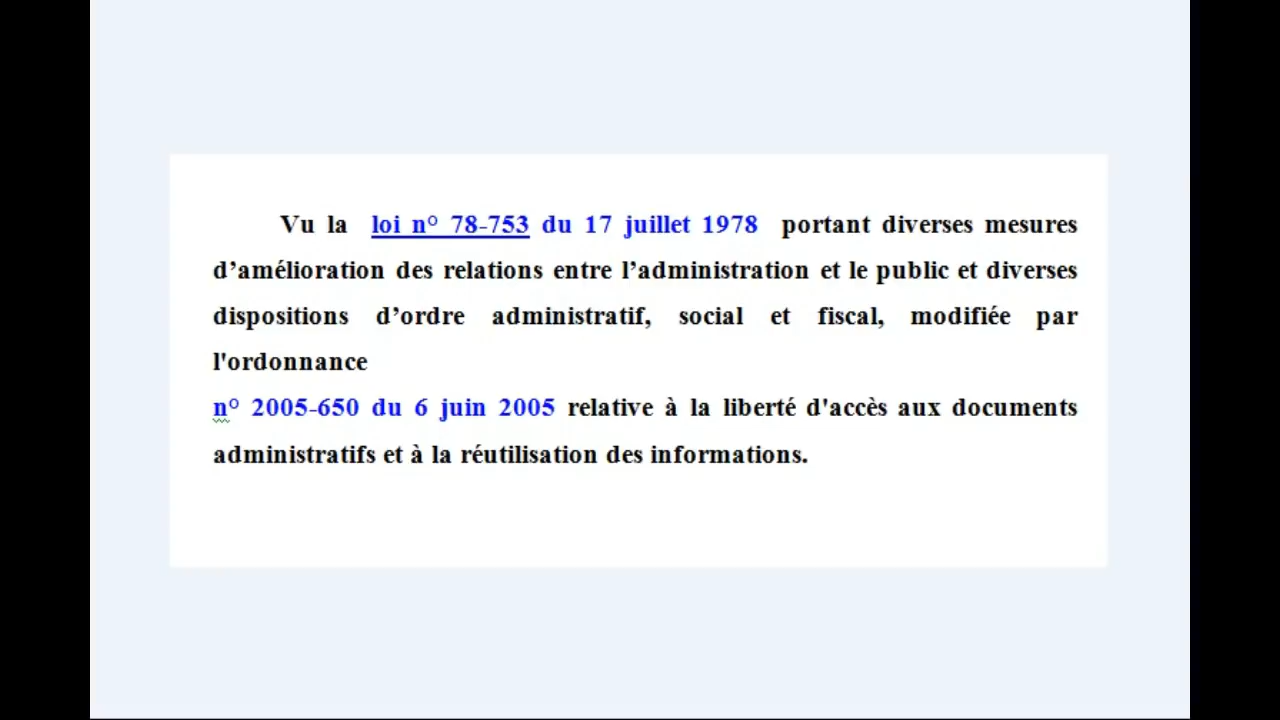 Vu la loi n° 78-753 du 17 juillet 1978 portant diverses mesures
d’amélioration des relations entre l’administration et le public et diverses
dispositions d’ordre administratif, social et fiscal, modifiée par
l'ordonnance
n° 2005-650 du 6 juin 2005 relative à la liberté d'accès aux documents
administratifs et à la réutilisation des informations.